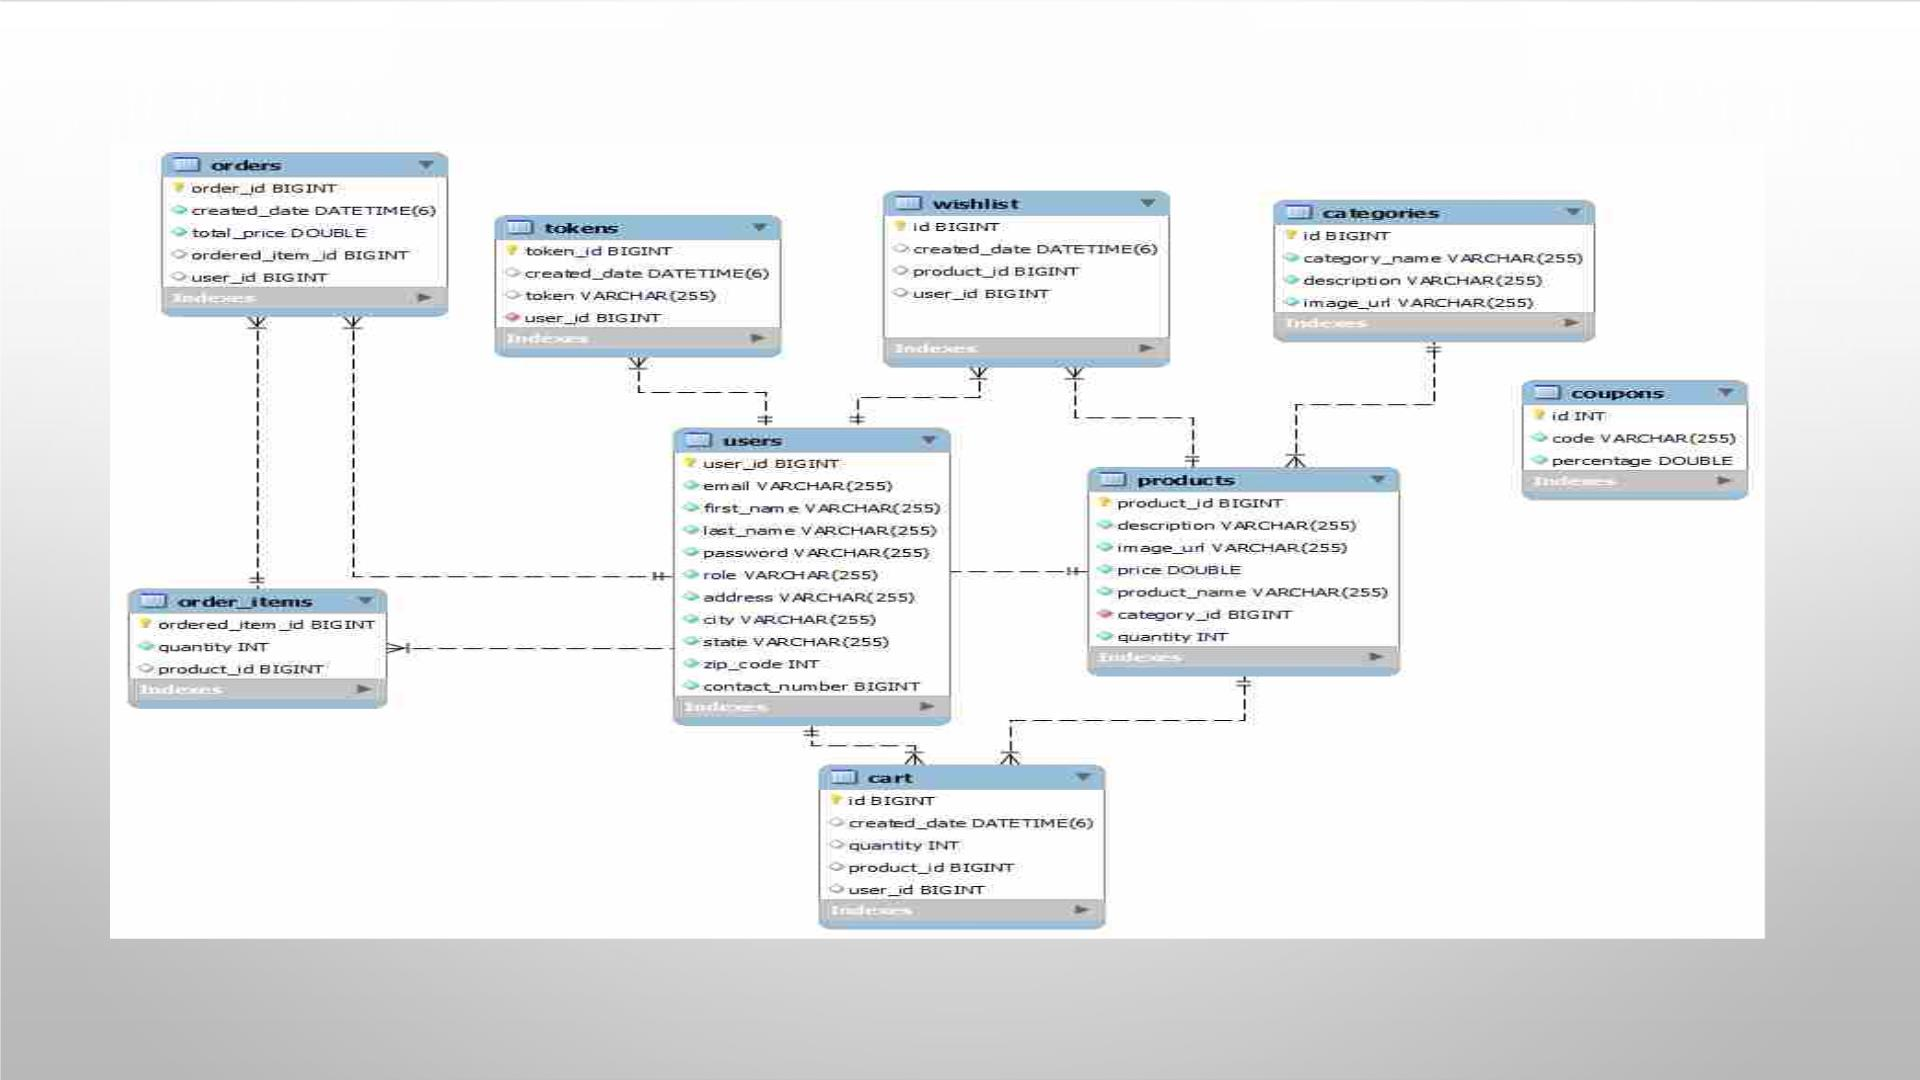 orders
order_id BIGINT
created_date DATETIME(6)
total_price DOUBLE
ordered_item_id BIGINT
user_id BIGINT
Indexes
tokens
token_id BIGINT
created_date DATETIME(6)
token VARCHAR(255)
user_id BIGINT
Indexes
wishlist
id BIGINT
created_date DATETIME(6)
product_id BIGINT
user_id BIGINT
Indexes
categories
id BIGINT
category_name VARCHAR(255)
description VARCHAR(255)
image_url VARCHAR(255)
Indexes
coupons
id INT
code VARCHAR(255)
percentage DOUBLE
Indexes
users
user_id BIGINT
email VARCHAR(255)
first_name VARCHAR(255)
last_name VARCHAR(255)
password VARCHAR(255)
role VARCHAR(255)
address VARCHAR(255)
city VARCHAR(255)
state VARCHAR(255)
zip_code INT
contact_number BIGINT
Indexes
products
product_id BIGINT
description VARCHAR(255)
image_url VARCHAR(255)
price DOUBLE
product_name VARCHAR(255)
category_id BIGINT
quantity INT
Indexes
order_items
ordered_item_id BIGINT
quantity INT
product_id BIGINT
Indexes
cart
id BIGINT
created_date DATETIME(6)
quantity INT
product_id BIGINT
user_id BIGINT
Indexes